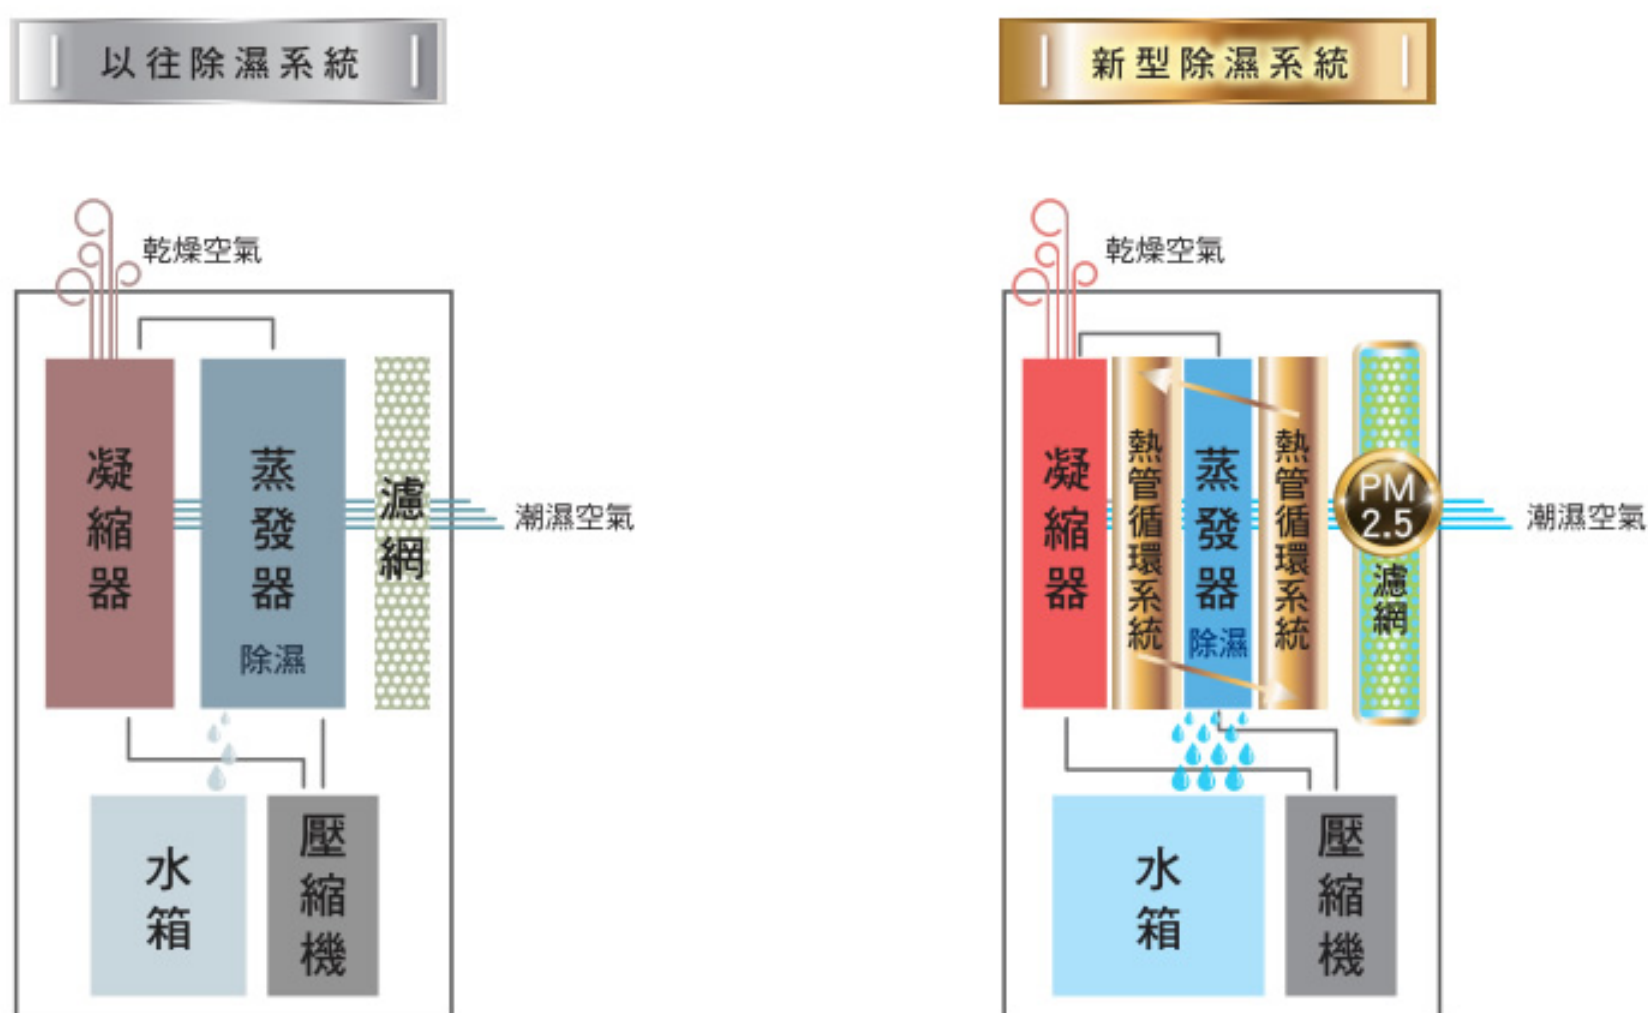 以往除濕系統
乾燥空氣
凝縮器
蒸發器
除濕
濾網
潮濕空氣
水箱
壓縮機
新型除濕系統
乾燥空氣
凝縮器
熱管循環系統
蒸發器
除濕
熱管循環系統
PM
2.5
濾網
潮濕空氣
水箱
壓縮機